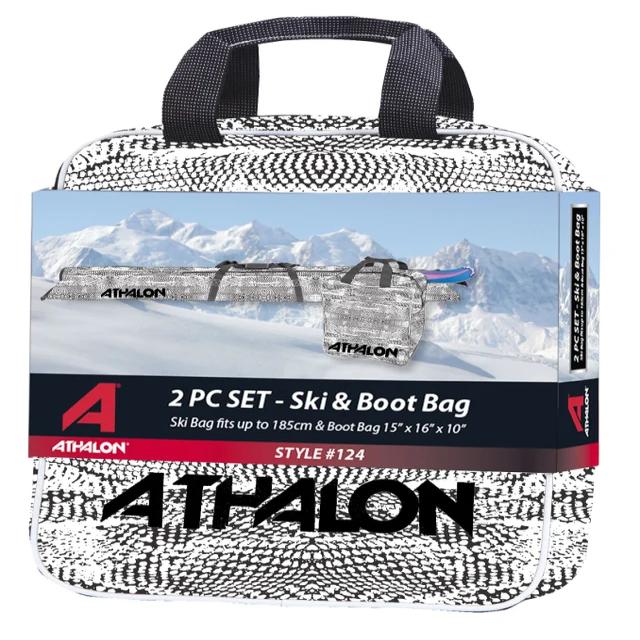 ATHALON
ATHALON
A
ATHALON®
2 PC SET - Ski & Boot Bag
Ski Bag fits up to 185cm & Boot Bag 15” x 16” x 10”
STYLE #124
2 PC SET - Ski & Boot Bag
A
ATHALON®
ATHALON